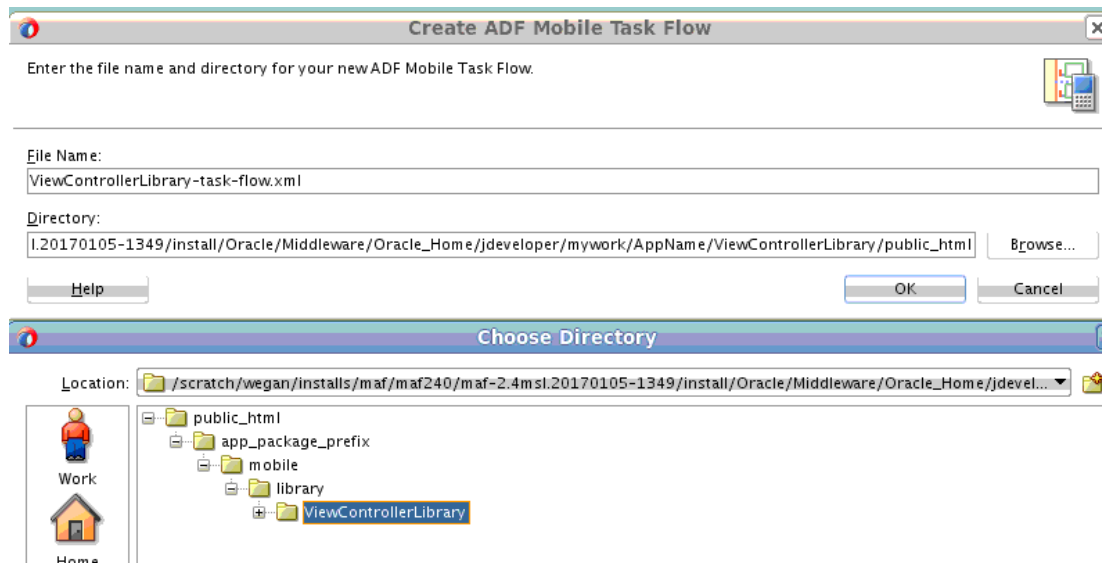 Create ADF Mobile Task Flow
Enter the file name and directory for your new ADF Mobile Task Flow.
File Name:
ViewControllerLibrary-task-flow.xml
Directory:
l.20170105-1349/install/Oracle/Middleware/Oracle_Home/jdeveloper/mywork/AppName/ViewControllerLibrary/public_html Browse...
Help OK Cancel
Choose Directory
Location: /scratch/wegan/installs/maf/maf240/maf-2.4msl.20170105-1349/install/Oracle/Middleware/Oracle_Home/jdevel...
public_html
app_package_prefix
mobile
Work
library
ViewControllerLibrary
Home